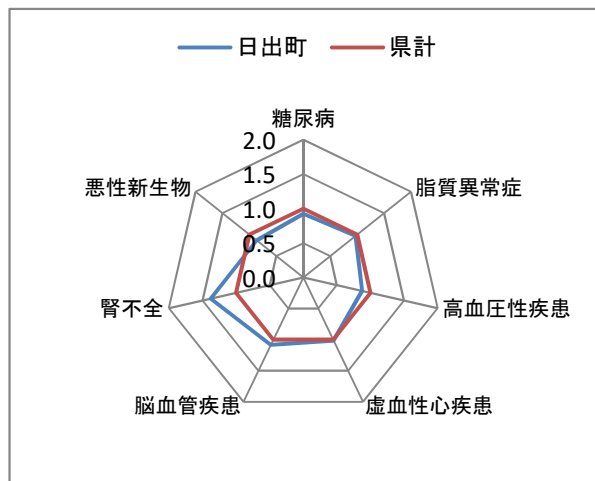 日出町 県計
糖尿病
2.0
脂質異常症
1.5
悪性新生物
1.0
0.5
0.0
高血圧性疾患
腎不全
虚血性心疾患
脳血管疾患